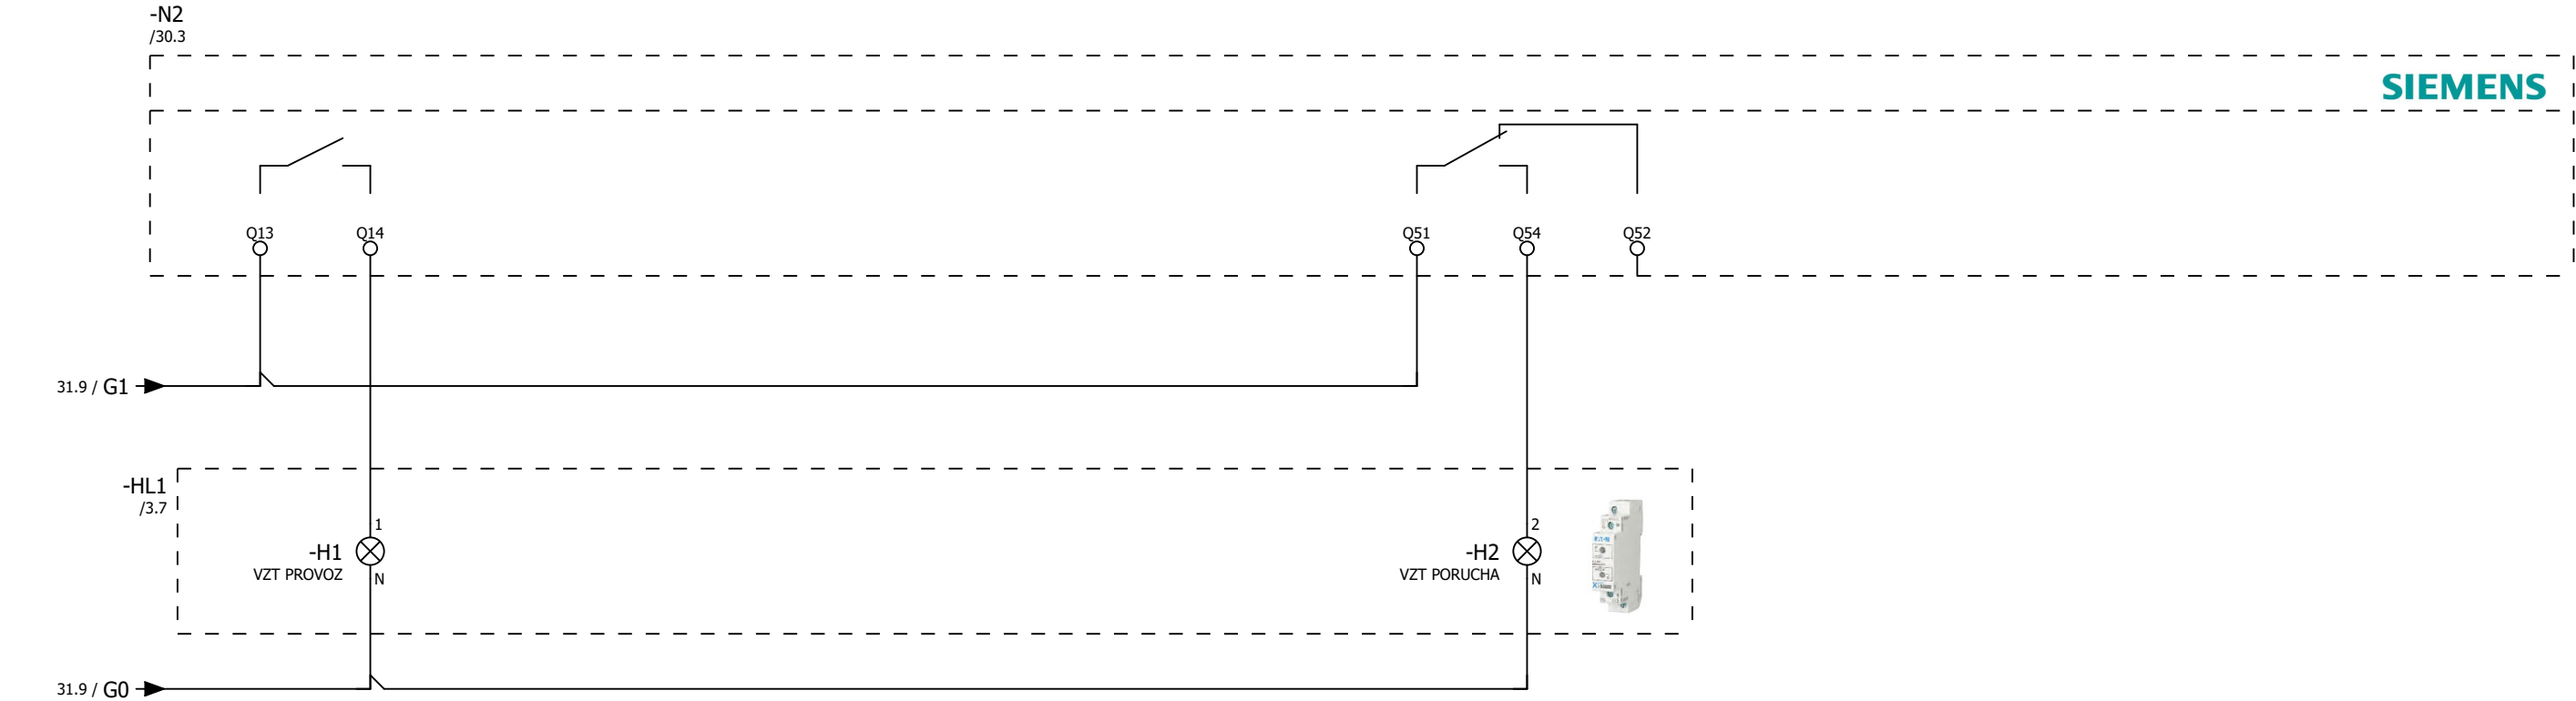 -N2
/30.3
SIEMENS
Q13 Q14 Q51 Q54 Q52
31.9 / G1
-HL1
/3.7
1 2
-H1 -H2
VZT PROVOZ N VZT PORUCHA N
31.9 / G0